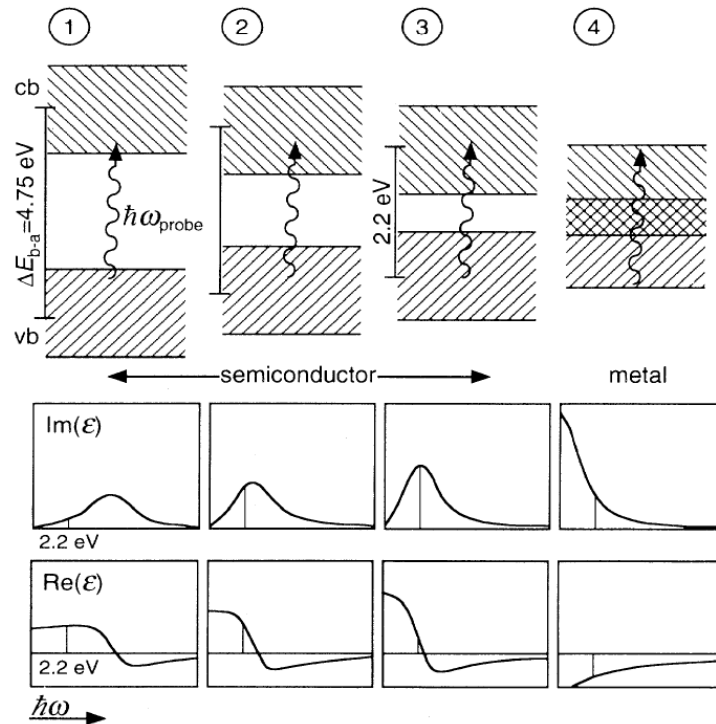 1 2 3 4
cb
ΔE_b-a=4.75 eV
ħω_probe
2.2 eV
vb
semiconductor metal
Im(ε)
2.2 eV
Re(ε)
2.2 eV
ħω